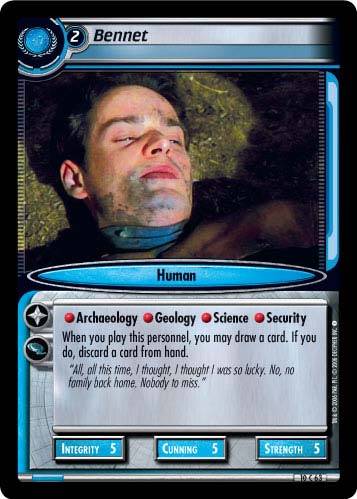 2 Bennet
Human
Archaeology Geology Science Security
When you play this personnel, you may draw a card. If you
do, discard a card from hand.
"All, all this time, I thought, I thought I was so lucky. No, no
family back home. Nobody to miss."
INTEGRITY 5 CUNNING 5 STRENGTH 5
10 C 68